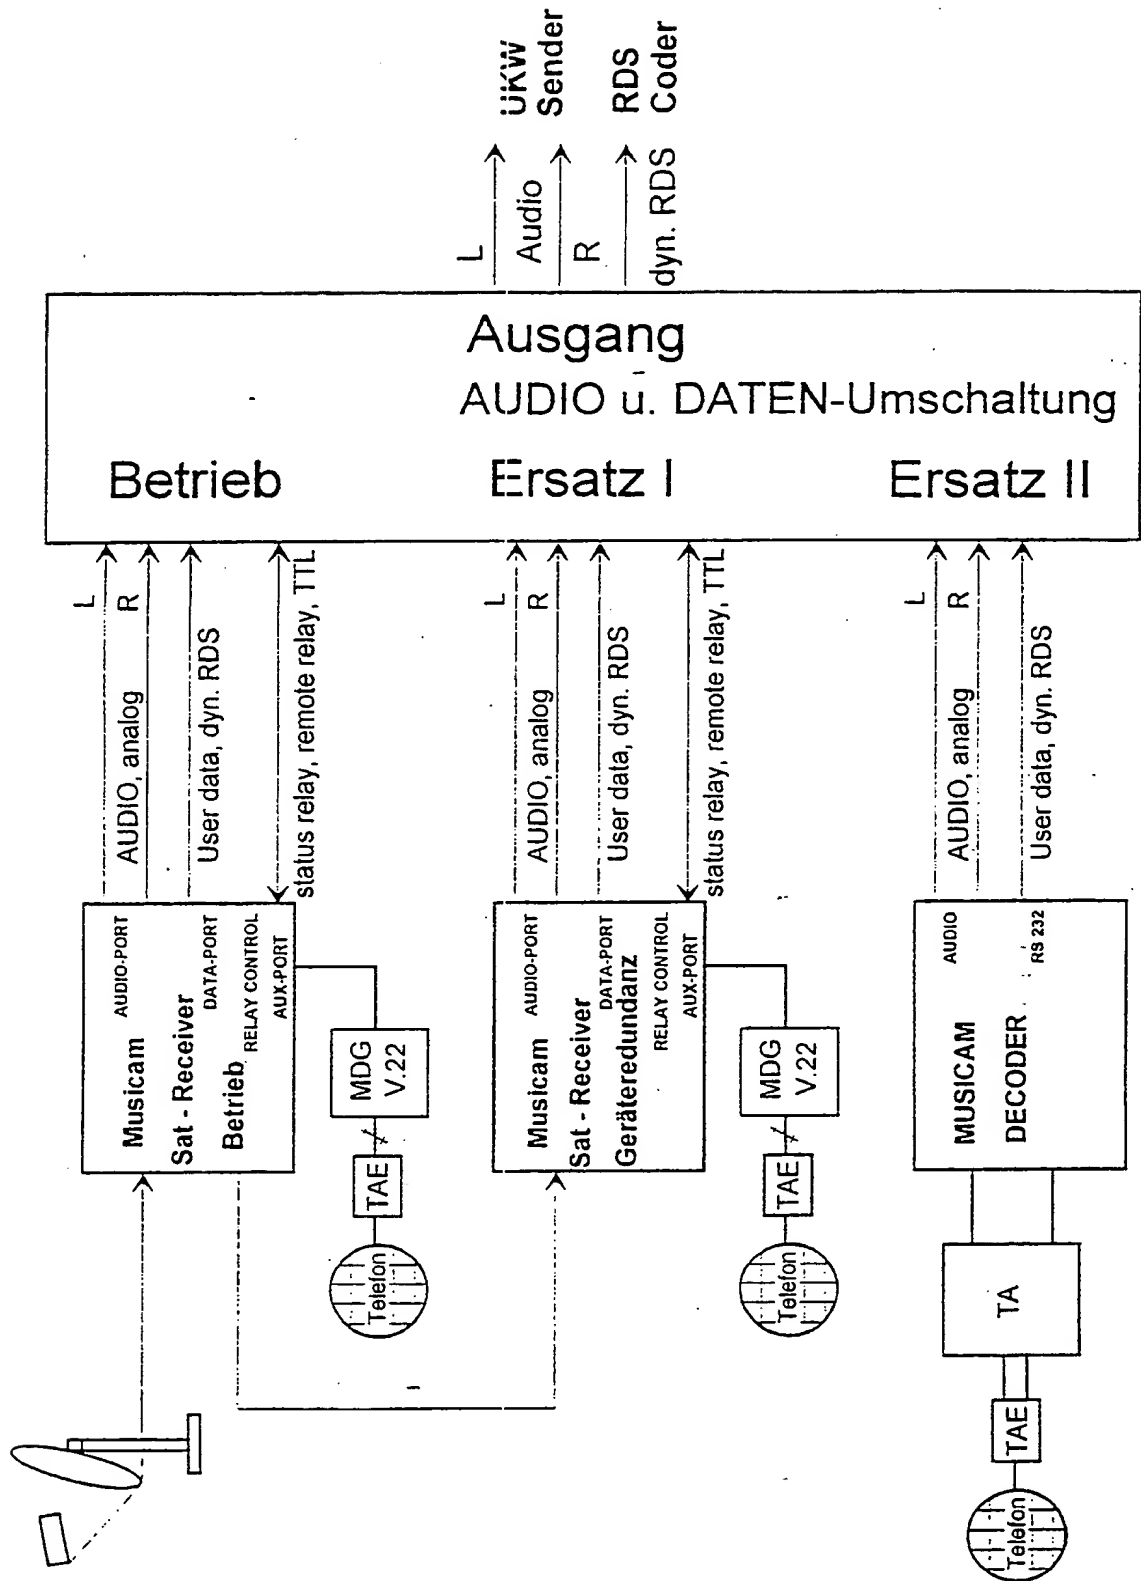 Musicam
Sat - Receiver
Betrieb
AUDIO-PORT
DATA-PORT
RELAY CONTROL
AUX-PORT
L
AUDIO, analog
R
User data, dyn. RDS
status relay, remote relay, TTL
Telefon
TAE
MDG
V.22
Musicam
Sat - Receiver
Geräteredundanz
AUDIO-PORT
DATA-PORT
RELAY CONTROL
AUX-PORT
L
AUDIO, analog
R
User data, dyn. RDS
status relay, remote relay, TTL
Telefon
TAE
MDG
V.22
Telefon
TAE
TA
MUSICAM
DECODER
AUDIO
RS 232
L
AUDIO, analog
R
User data, dyn. RDS
Betrieb
Ersatz I
Ersatz II
Ausgang
AUDIO u. DATEN-Umschaltung
L
Audio
R
dyn. RDS
UKW
Sender
RDS
Coder